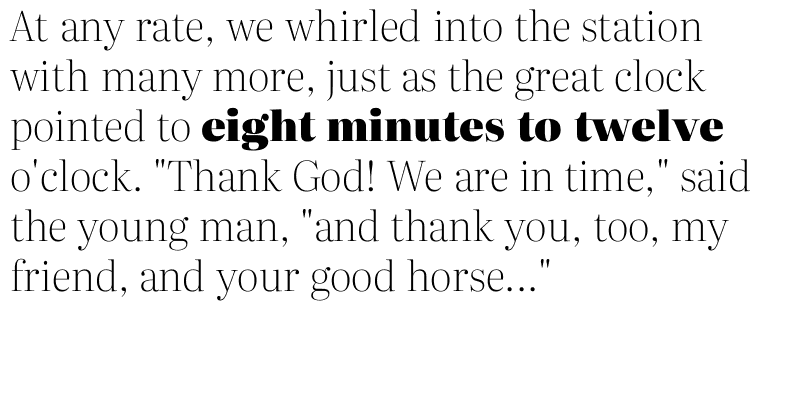 At any rate, we whirled into the station
with many more, just as the great clock
pointed to eight minutes to twelve
o'clock. "Thank God! We are in time," said
the young man, "and thank you, too, my
friend, and your good horse..."